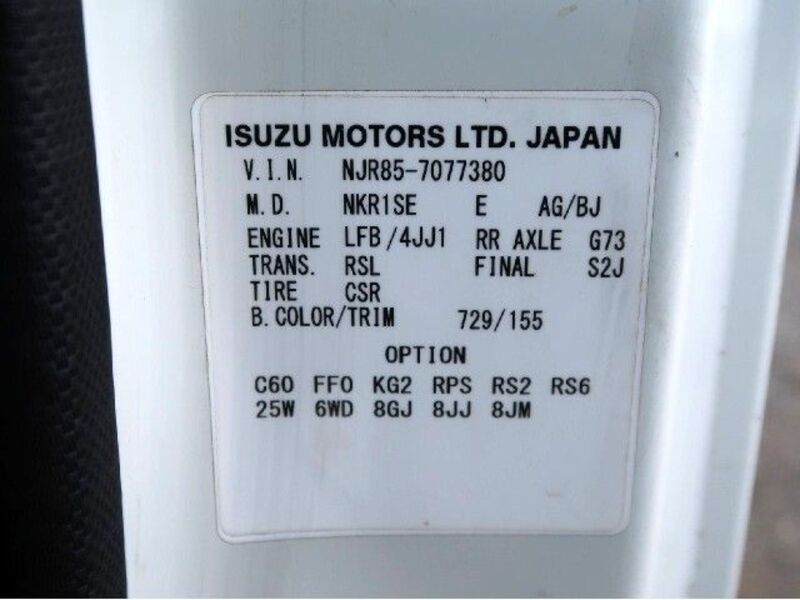 ISUZU MOTORS LTD. JAPAN
V.I.N. NJR85-7077380
M.D. NKR1SE E AG/BJ
ENGINE LFB/4JJ1 RR AXLE G73
TRANS. RSL FINAL S2J
TIRE CSR
B.COLOR/TRIM 729/155
OPTION
C60 FF0 KG2 RPS RS2 RS6
25W 6WD 8GJ 8JJ 8JM